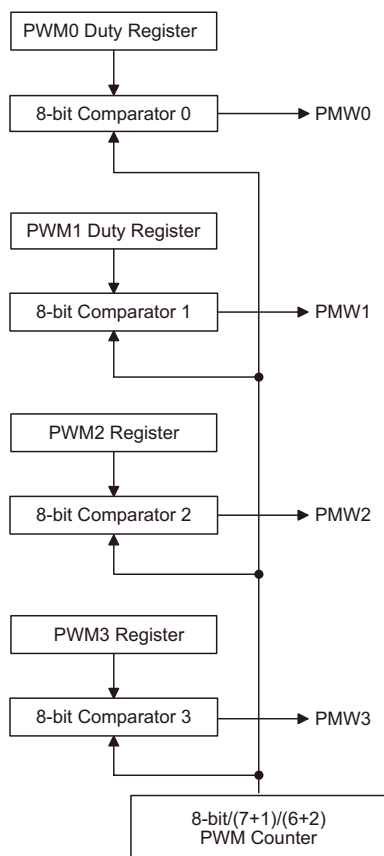 PWM0 Duty Register
8-bit Comparator 0
PMW0
PWM1 Duty Register
8-bit Comparator 1
PMW1
PWM2 Register
8-bit Comparator 2
PMW2
PWM3 Register
8-bit Comparator 3
PMW3
8-bit/(7+1)/(6+2)
PWM Counter